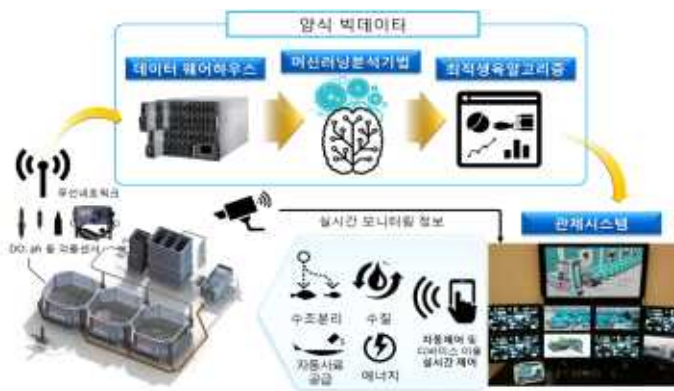 양식 빅데이타
데이터 웨어하우스
머신러닝분석기법
최적생육알고리즘
무선네트워크
DO, ph 등 각종센서
실시간 모니터링 정보
관제시스템
수조분리
수질
자동사료
공급
에너지
자동제어 및
디바이스 이용
실시간 제어